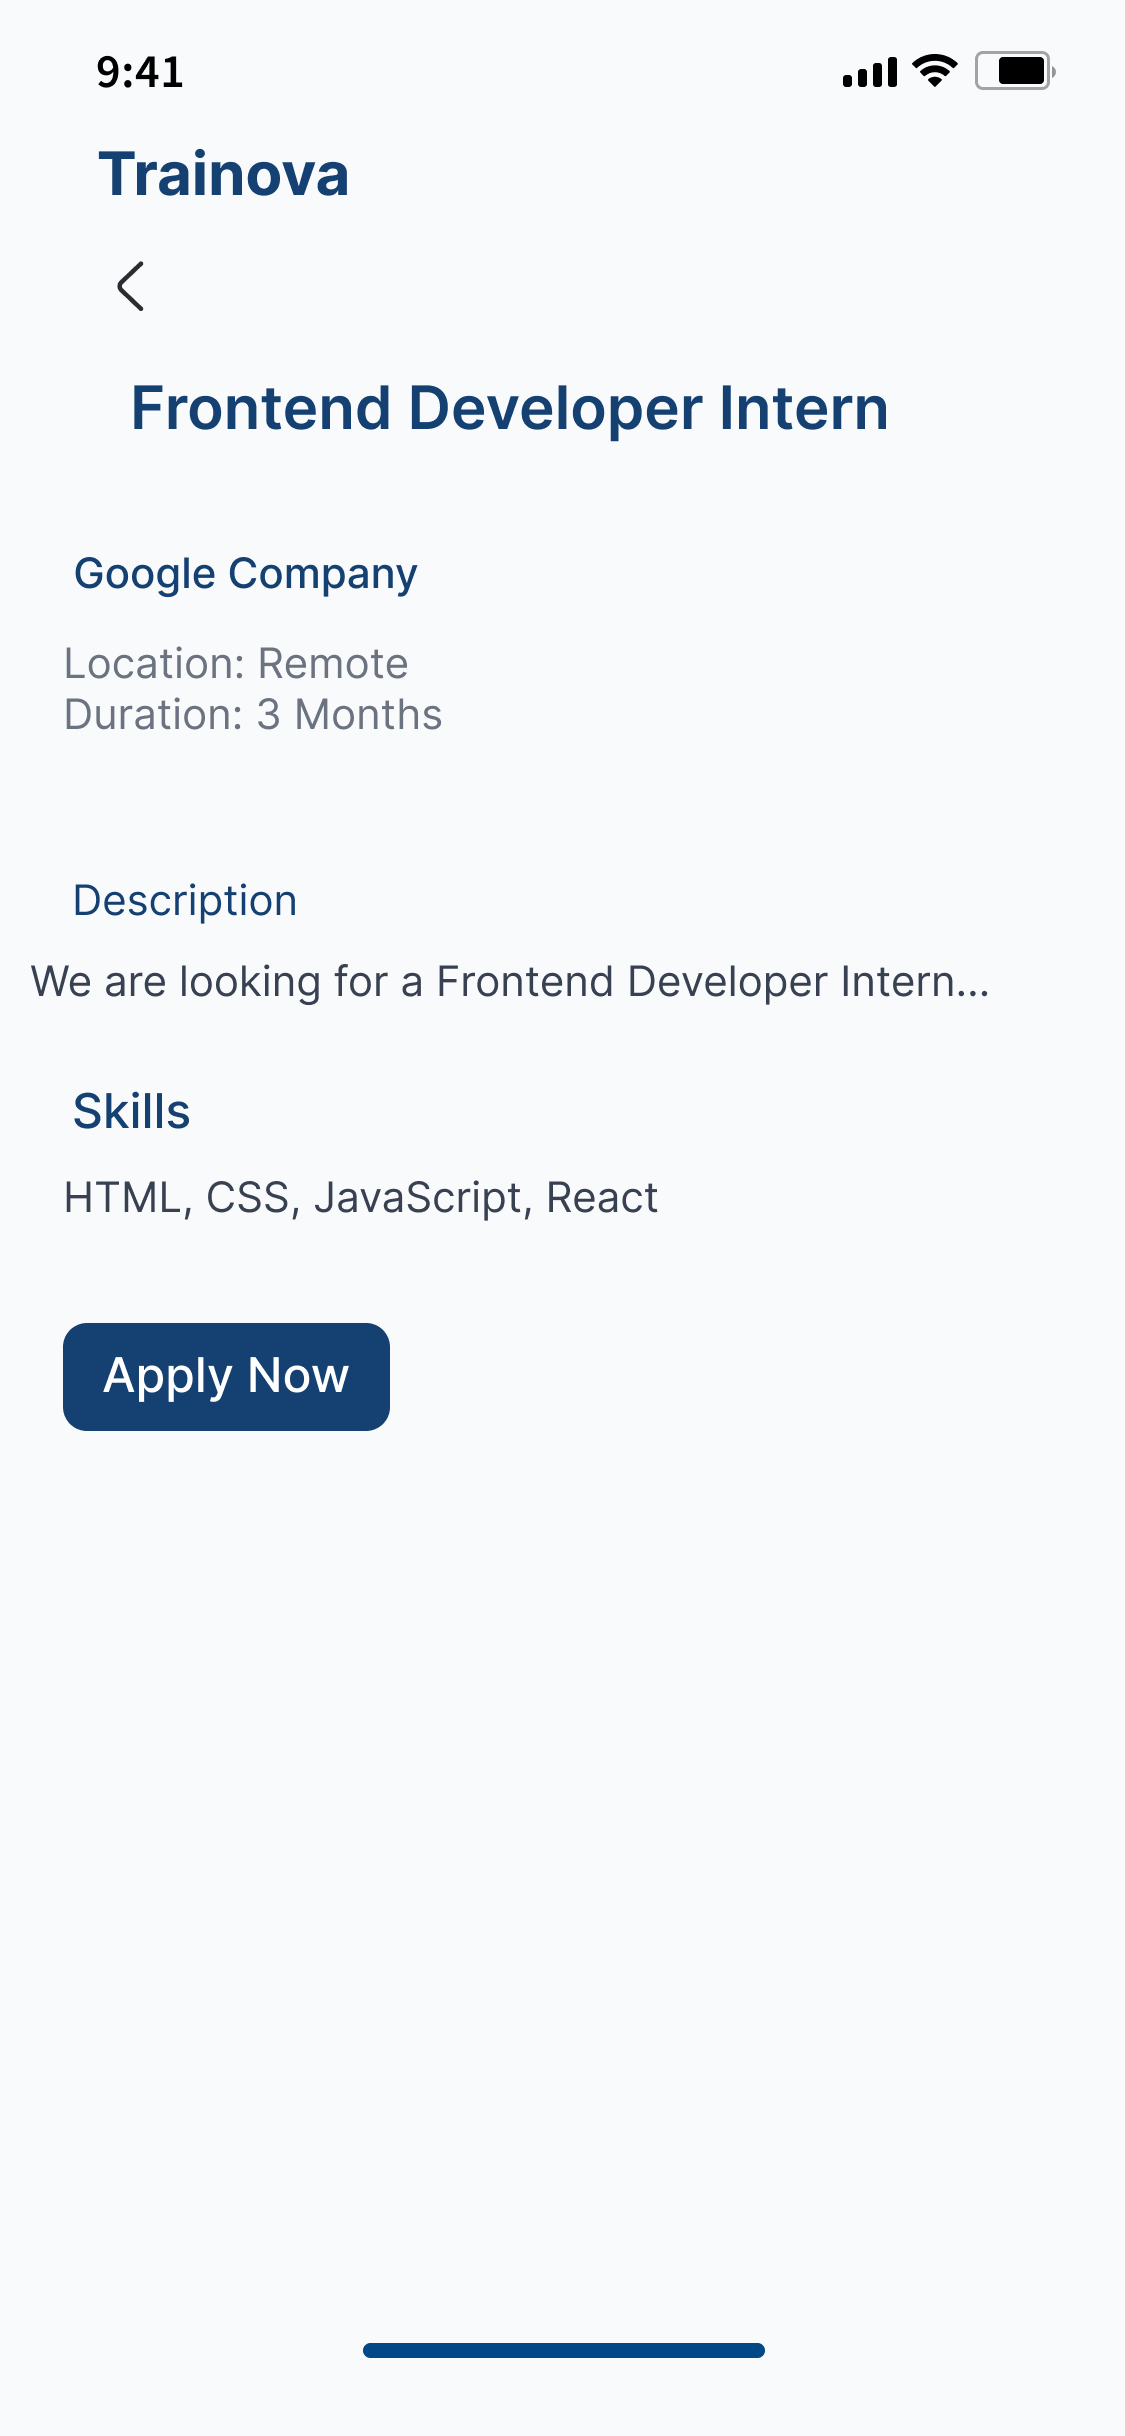 9:41
Trainova
Frontend Developer Intern
Google Company
Location: Remote
Duration: 3 Months
Description
We are looking for a Frontend Developer Intern...
Skills
HTML, CSS, JavaScript, React
Apply Now